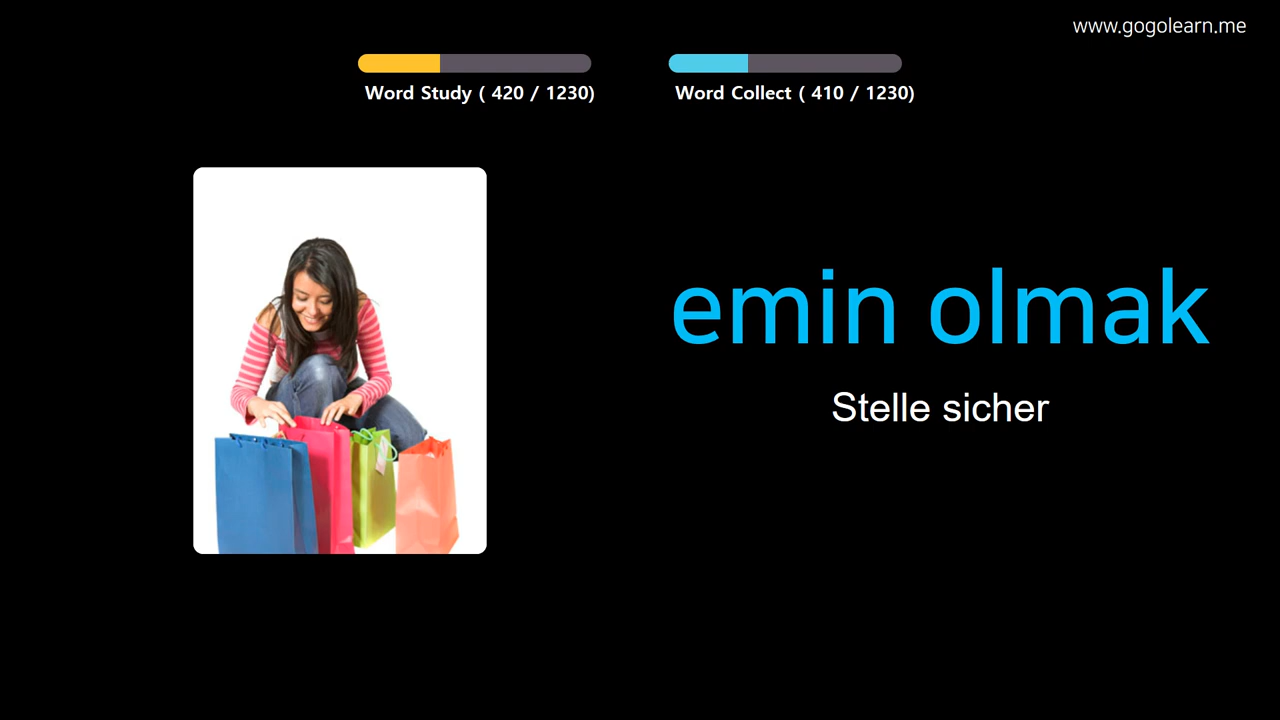 www.gogolearn.me
Word Study ( 420 / 1230)
Word Collect ( 410 / 1230)
emin olmak
Stelle sicher